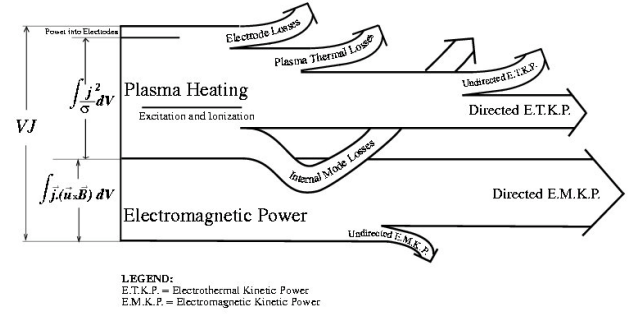 Power into Electrodes
Electrode Losses
Plasma Thermal Losses
Undirected E.T.K.P.
∫ j²/σ dV
Plasma Heating
Excitation and Ionization
Directed E.T.K.P.
VJ
Internal Mode Losses
∫ j⃗.(u⃗×B⃗) dV
Directed E.M.K.P.
Electromagnetic Power
Undirected E.M.K.P.
LEGEND:
E.T.K.P. = Electrothermal Kinetic Power
E.M.K.P. = Electromagnetic Kinetic Power